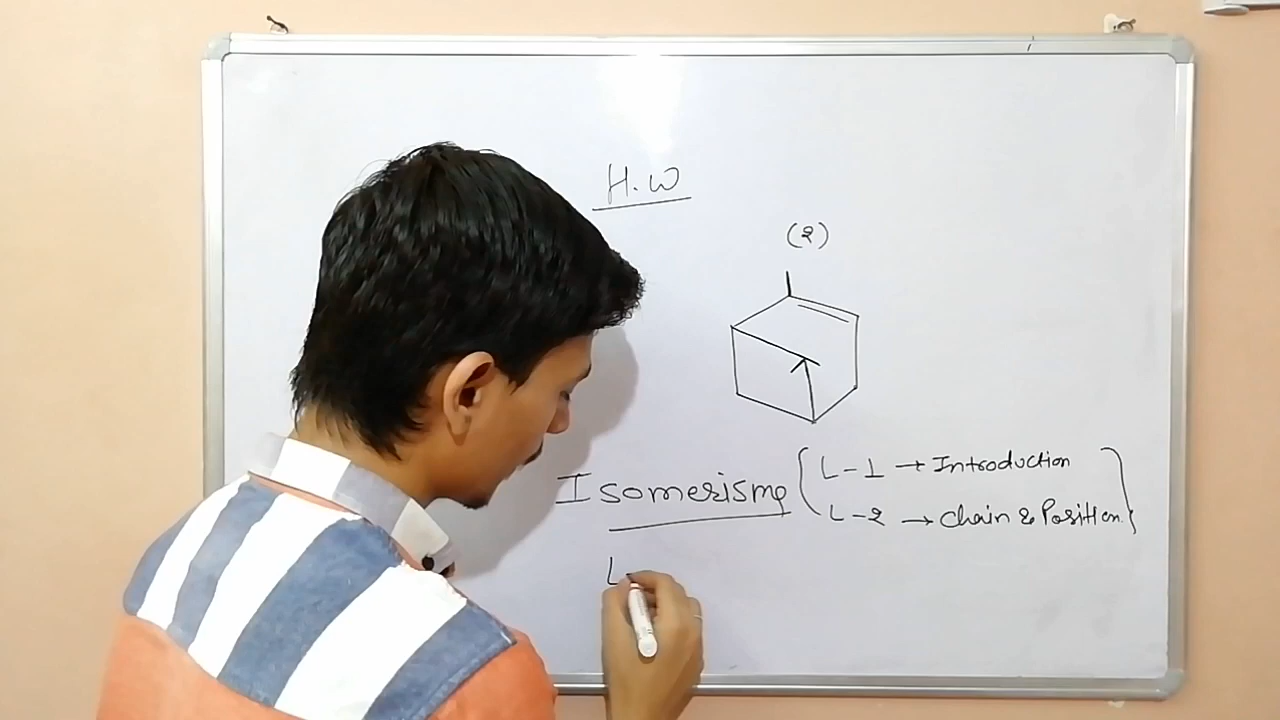 H.W
(2)
Isomerism
L-1 → Introduction
L-2 → Chain & Position
L-